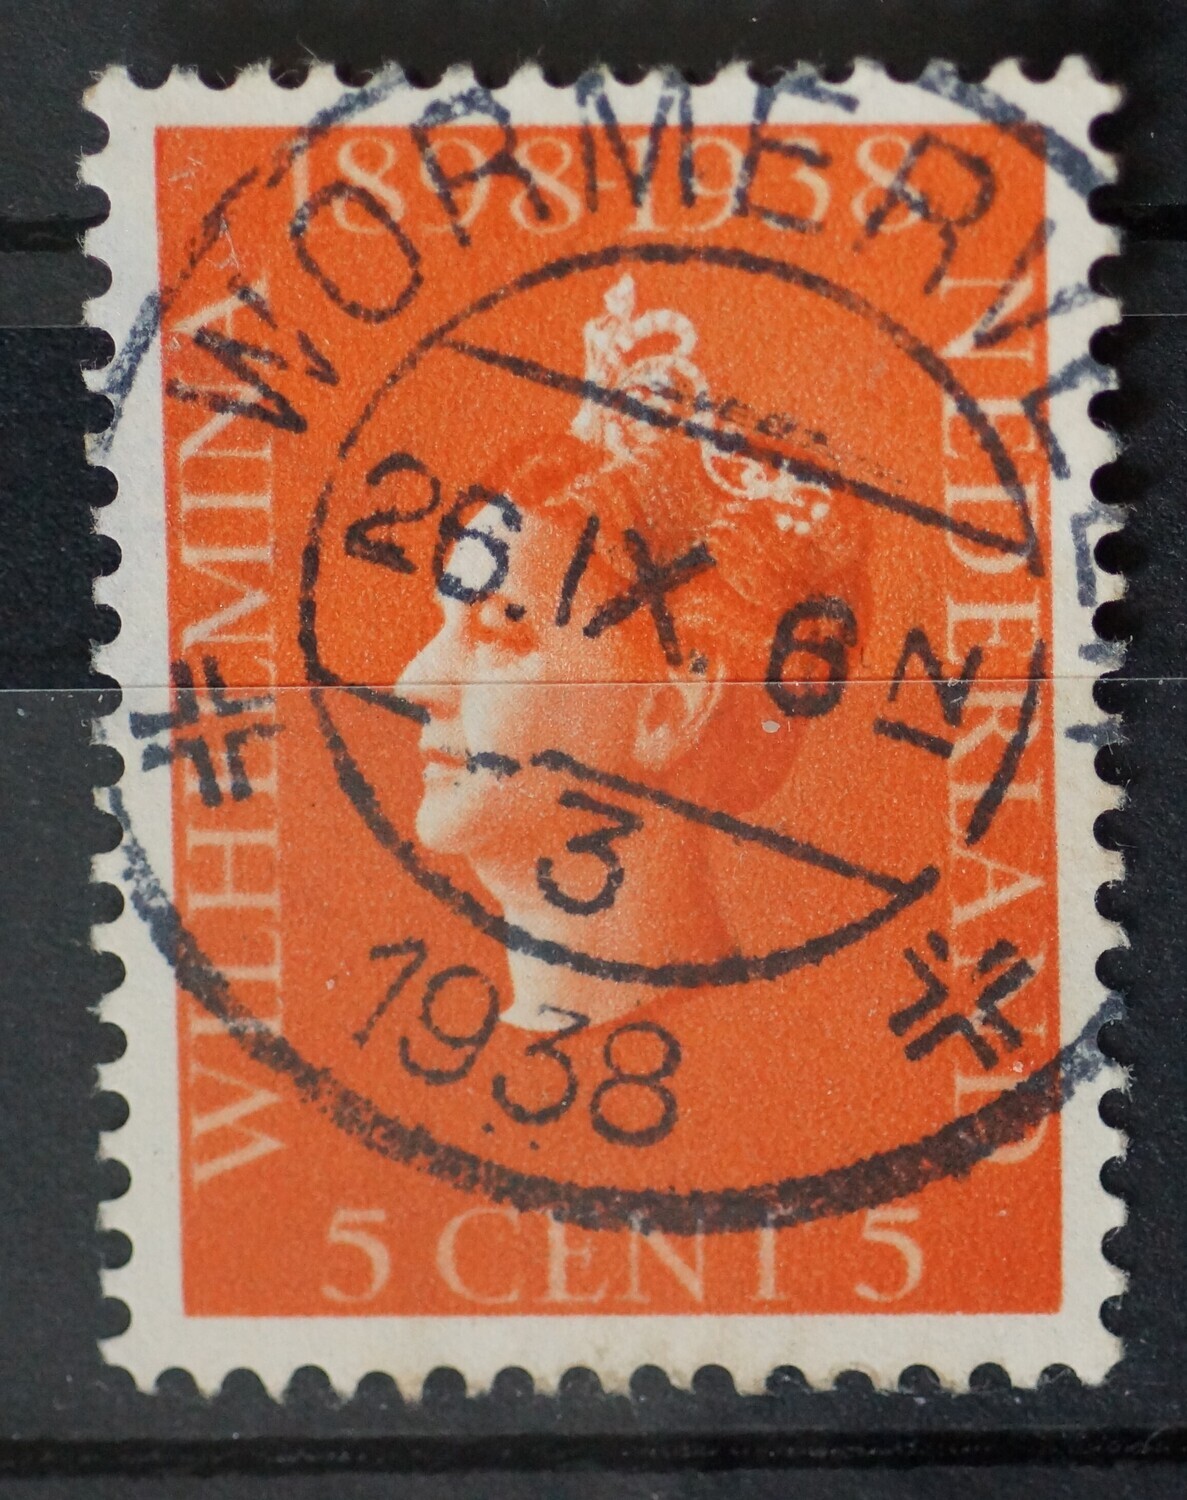 1898-1938
WILHELMINA
NEDERLAND
5 CENT 5
WORMERVEER
26.IX.6 N
3
1938